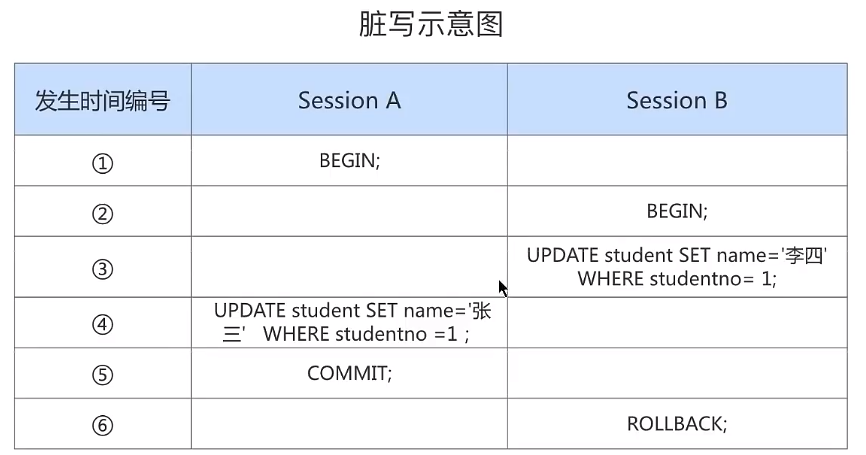 脏写示意图
发生时间编号 Session A Session B
① BEGIN;
② BEGIN;
③ UPDATE student SET name='李四'
WHERE studentno= 1;
④ UPDATE student SET name='张
三' WHERE studentno =1 ;
⑤ COMMIT;
⑥ ROLLBACK;